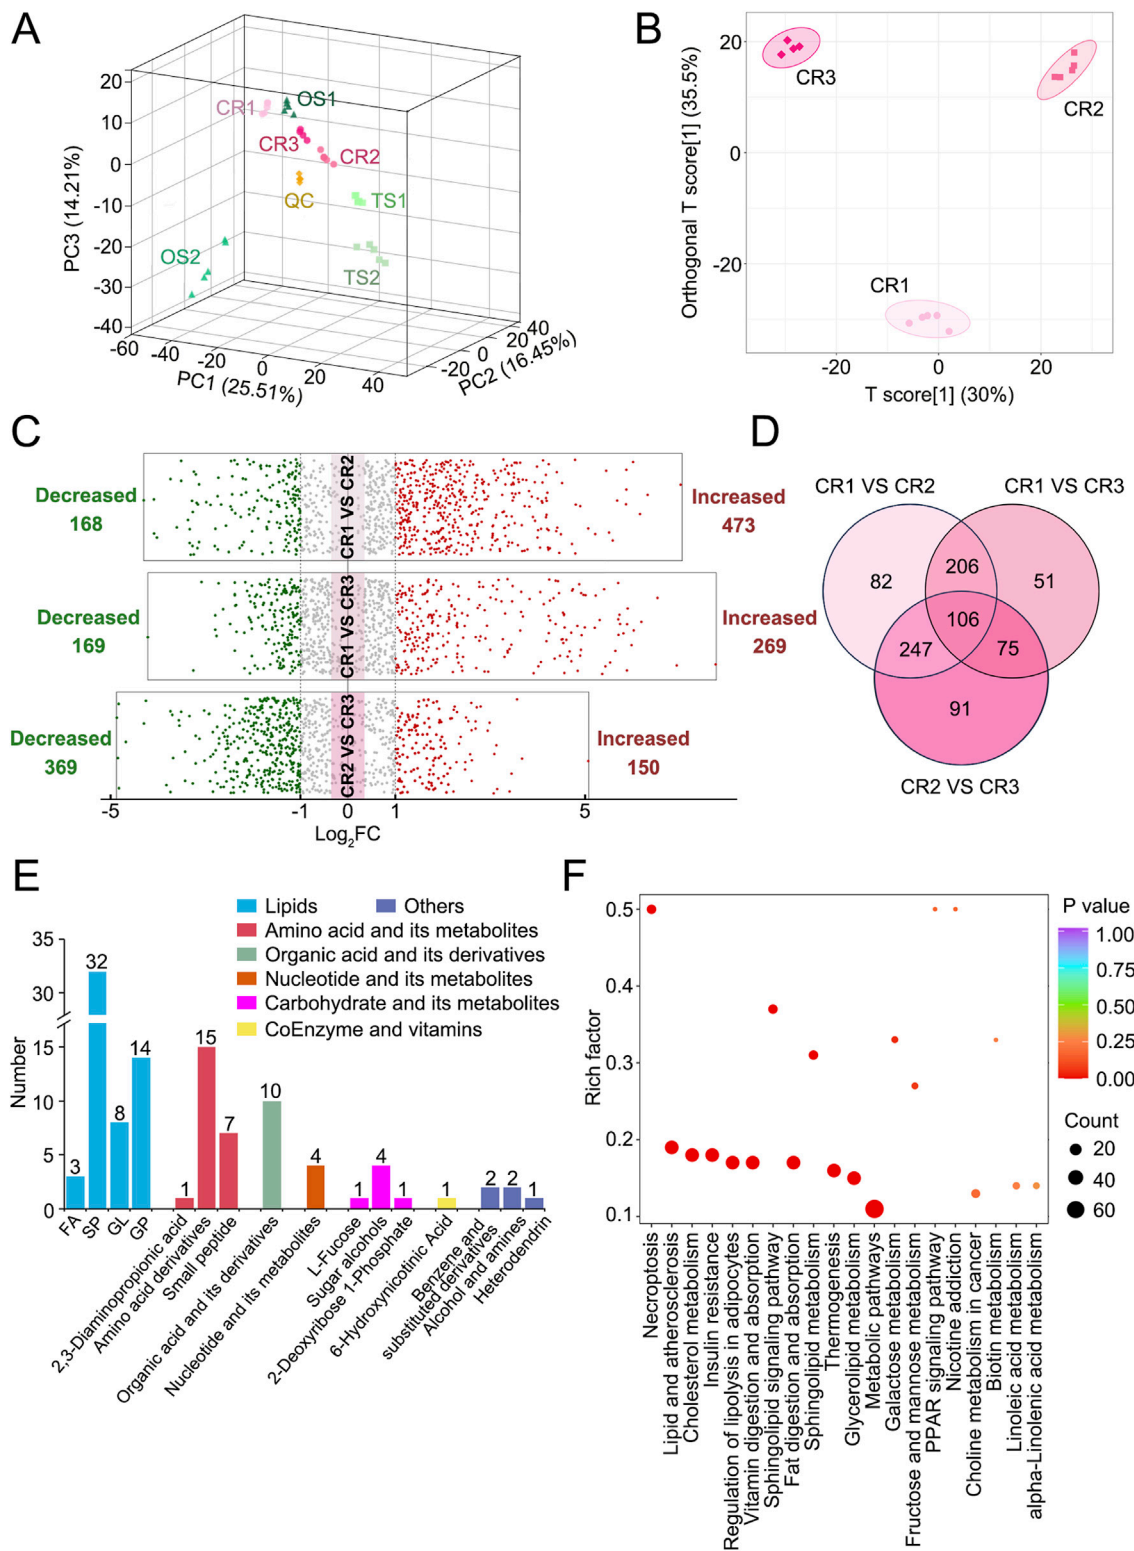 A
20
10
0
-10
-20
-30
-40
PC3 (14.21%)
-60
-40
-20
0
20
40
PC1 (25.51%)
-20
0
20
40
PC2 (16.45%)
CR1
OS1
CR3
CR2
QC
TS1
OS2
TS2
B
Orthogonal T score[1] (35.5%)
20
0
-20
-20
0
20
T score[1] (30%)
CR3
CR2
CR1
C
Decreased
168
CR1 VS CR2
Increased
473
Decreased
169
CR1 VS CR3
Increased
269
Decreased
369
CR2 VS CR3
Increased
150
-5
-1
0
1
5
Log2FC
D
CR1 VS CR2
CR1 VS CR3
82
206
51
106
247
75
91
CR2 VS CR3
E
Lipids
Others
Amino acid and its metabolites
Organic acid and its derivatives
Nucleotide and its metabolites
Carbohydrate and its metabolites
CoEnzyme and vitamins
Number
35
30
15
10
5
0
3
32
8
14
1
15
7
10
4
1
4
1
1
2
2
1
FA
SP
GL
GP
2,3-Diaminopropionic acid
Amino acid derivatives
Small peptide
Organic acid and its derivatives
Nucleotide and its metabolites
L-Fucose
Sugar alcohols
2-Deoxyribose 1-Phosphate
6-Hydroxynicotinic Acid
Benzene and
substituted derivatives
Alcohol and amines
Heterodendrin
F
Rich factor
0.5
0.4
0.3
0.2
0.1
Necroptosis
Lipid and atherosclerosis
Cholesterol metabolism
Insulin resistance
Regulation of lipolysis in adipocytes
Vitamin digestion and absorption
Sphingolipid signaling pathway
Fat digestion and absorption
Sphingolipid metabolism
Thermogenesis
Glycerolipid metabolism
Metabolic pathways
Galactose metabolism
Fructose and mannose metabolism
PPAR signaling pathway
Nicotine addiction
Choline metabolism in cancer
Biotin metabolism
Linoleic acid metabolism
alpha-Linolenic acid metabolism
P value
1.00
0.75
0.50
0.25
0.00
Count
20
40
60